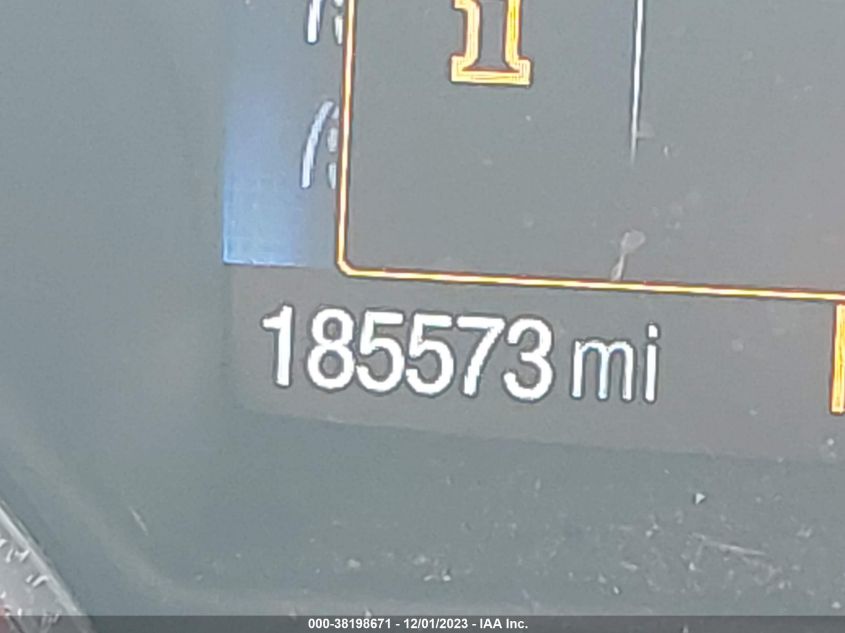 i
185573 mi
000-38198671 - 12/01/2023 - IAA Inc.